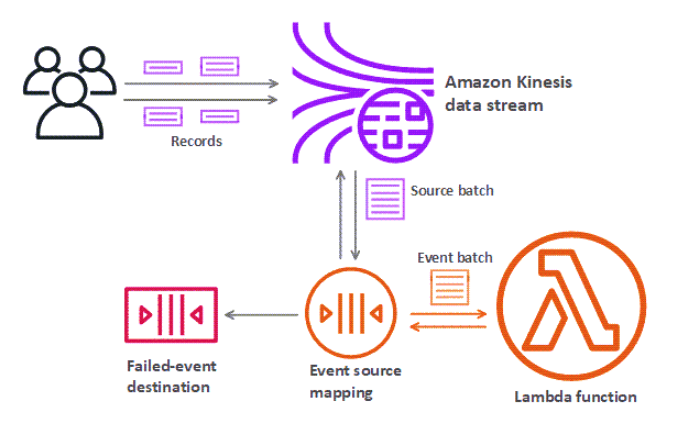 Amazon Kinesis
data stream
Records
Source batch
Event batch
Failed-event
destination
Event source
mapping
Lambda function